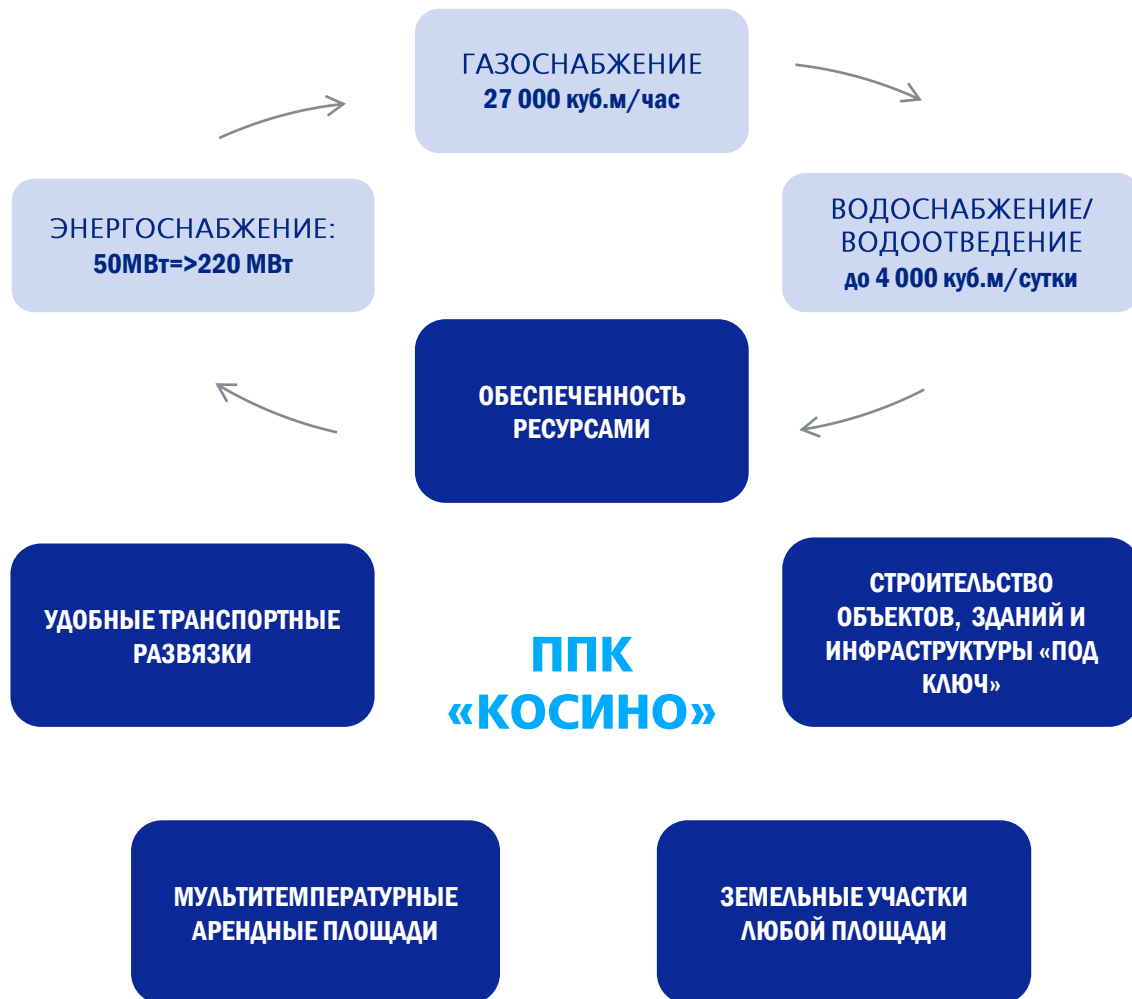 ГАЗОСНАБЖЕНИЕ
27 000 куб.м/час
ЭНЕРГОСНАБЖЕНИЕ:
50МВт=>220 МВт
ВОДОСНАБЖЕНИЕ/
ВОДООТВЕДЕНИЕ
до 4 000 куб.м/сутки
ОБЕСПЕЧЕННОСТЬ
РЕСУРСАМИ
УДОБНЫЕ ТРАНСПОРТНЫЕ
РАЗВЯЗКИ
ППК
«КОСИНО»
СТРОИТЕЛЬСТВО
ОБЪЕКТОВ, ЗДАНИЙ И
ИНФРАСТРУКТУРЫ «ПОД
КЛЮЧ»
МУЛЬТИТЕМПЕРАТУРНЫЕ
АРЕНДНЫЕ ПЛОЩАДИ
ЗЕМЕЛЬНЫЕ УЧАСТКИ
ЛЮБОЙ ПЛОЩАДИ